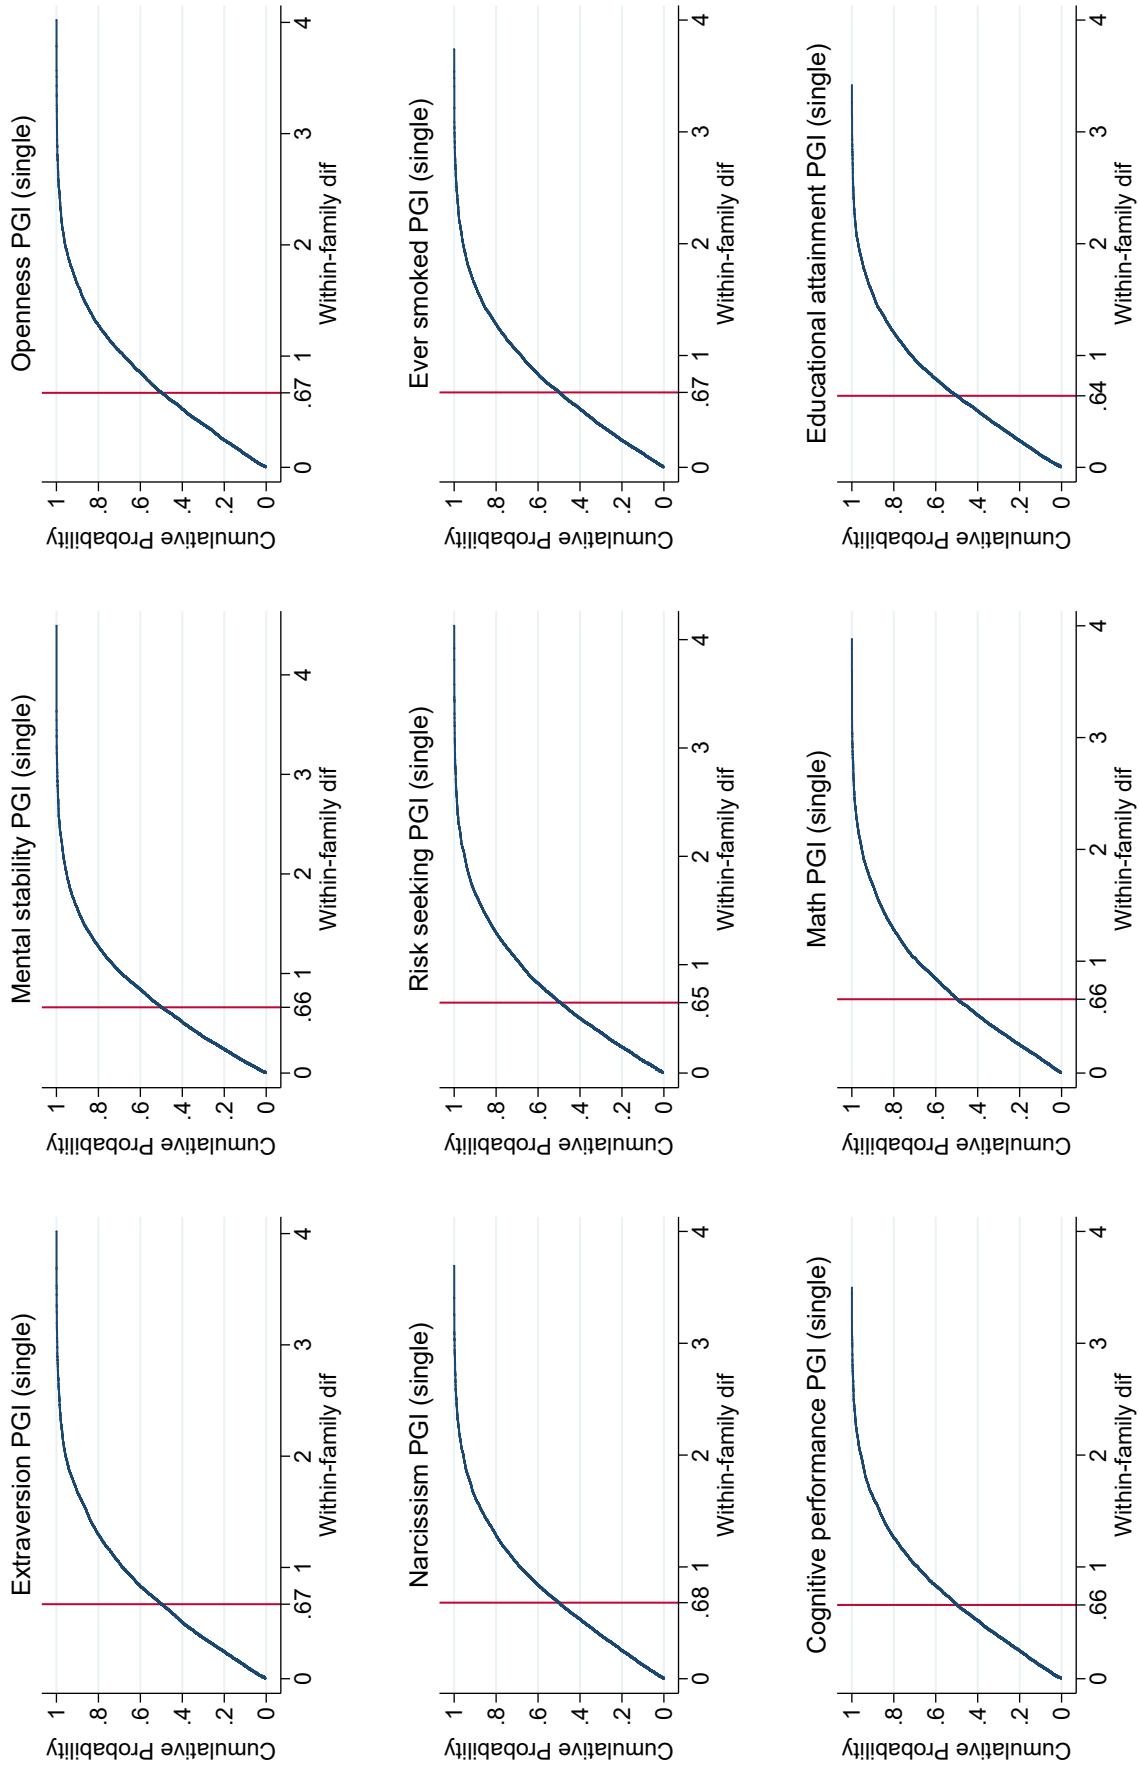 Extraversion PGI (single)
Cumulative Probability
1
.8
.6
.4
.2
0
0 .67 1 2 3 4
Within-family dif
Mental stability PGI (single)
Cumulative Probability
1
.8
.6
.4
.2
0
0 .66 1 2 3 4
Within-family dif
Openness PGI (single)
Cumulative Probability
1
.8
.6
.4
.2
0
0 .67 1 2 3 4
Within-family dif
Narcissism PGI (single)
Cumulative Probability
1
.8
.6
.4
.2
0
0 .68 1 2 3 4
Within-family dif
Risk seeking PGI (single)
Cumulative Probability
1
.8
.6
.4
.2
0
0 .65 1 2 3 4
Within-family dif
Ever smoked PGI (single)
Cumulative Probability
1
.8
.6
.4
.2
0
0 .67 1 2 3 4
Within-family dif
Cognitive performance PGI (single)
Cumulative Probability
1
.8
.6
.4
.2
0
0 .66 1 2 3 4
Within-family dif
Math PGI (single)
Cumulative Probability
1
.8
.6
.4
.2
0
0 .66 1 2 3 4
Within-family dif
Educational attainment PGI (single)
Cumulative Probability
1
.8
.6
.4
.2
0
0 .64 1 2 3 4
Within-family dif